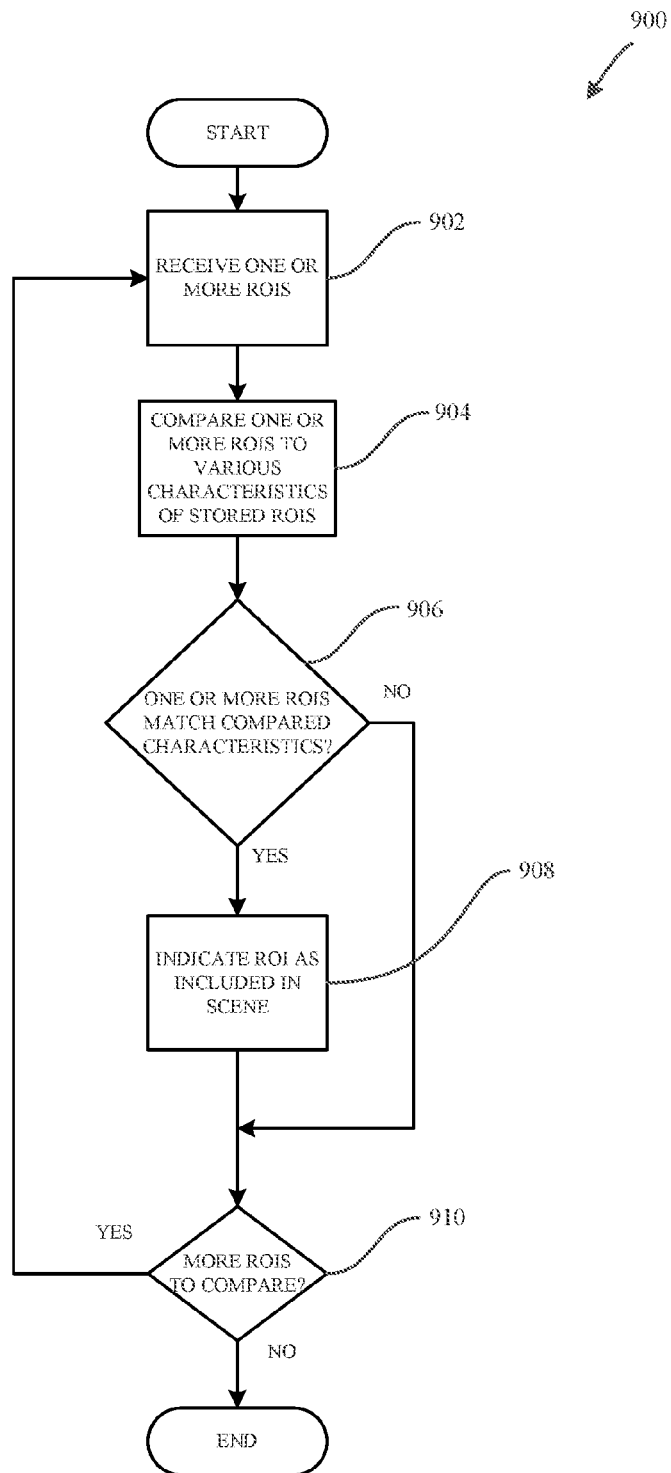 900
START
902
RECEIVE ONE OR
MORE ROIS
904
COMPARE ONE OR
MORE ROIS TO
VARIOUS
CHARACTERISTICS
OF STORED ROIS
906
ONE OR MORE ROIS
MATCH COMPARED
CHARACTERISTICS?
NO
YES
908
INDICATE ROI AS
INCLUDED IN
SCENE
910
YES
MORE ROIS
TO COMPARE?
NO
END